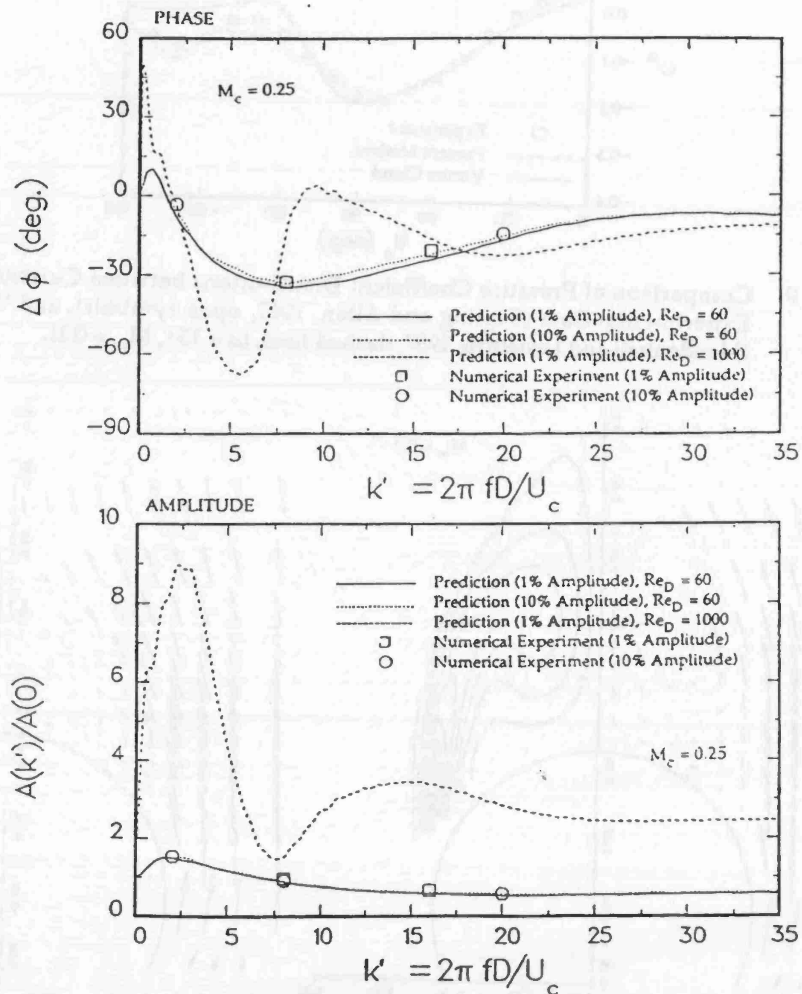 PHASE
60
30
0
−30
−60
−90
Δϕ (deg.)
M_c = 0.25
Prediction (1% Amplitude), Re_D = 60
Prediction (10% Amplitude), Re_D = 60
Prediction (1% Amplitude), Re_D = 1000
Numerical Experiment (1% Amplitude)
Numerical Experiment (10% Amplitude)
0 5 10 15 20 25 30 35
k' = 2π fD/U_c
AMPLITUDE
10
8
6
4
2
0
A(k')/A(0)
Prediction (1% Amplitude), Re_D = 60
Prediction (10% Amplitude), Re_D = 60
Prediction (1% Amplitude), Re_D = 1000
Numerical Experiment (1% Amplitude)
Numerical Experiment (10% Amplitude)
M_c = 0.25
0 5 10 15 20 25 30 35
k' = 2π fD/U_c